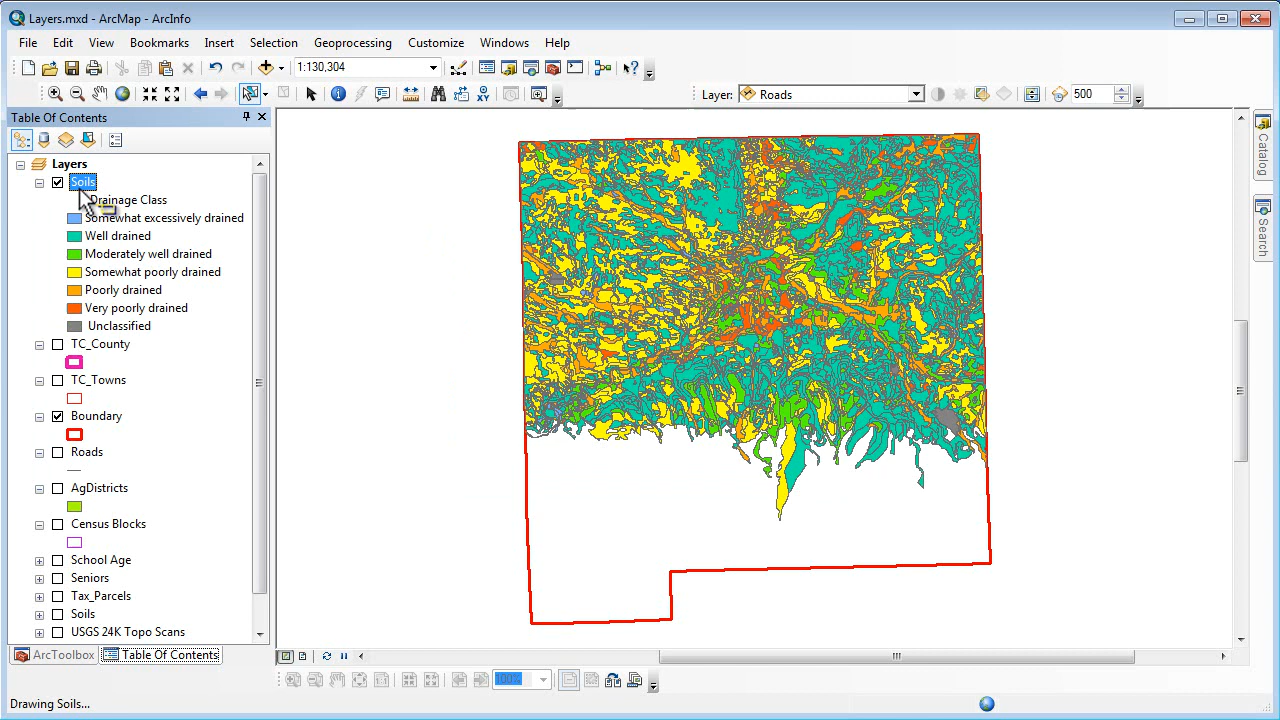 Layers.mxd - ArcMap - ArcInfo
File Edit View Bookmarks Insert Selection Geoprocessing Customize Windows Help
1:130,304
Layer: Roads 500
Table Of Contents
Layers
Soils
Drainage Class
Somewhat excessively drained
Well drained
Moderately well drained
Somewhat poorly drained
Poorly drained
Very poorly drained
Unclassified
TC_County
TC_Towns
Boundary
Roads
AgDistricts
Census Blocks
School Age
Seniors
Tax_Parcels
Soils
USGS 24K Topo Scans
ArcToolbox Table Of Contents
Catalog
Search
100%
Drawing Soils...